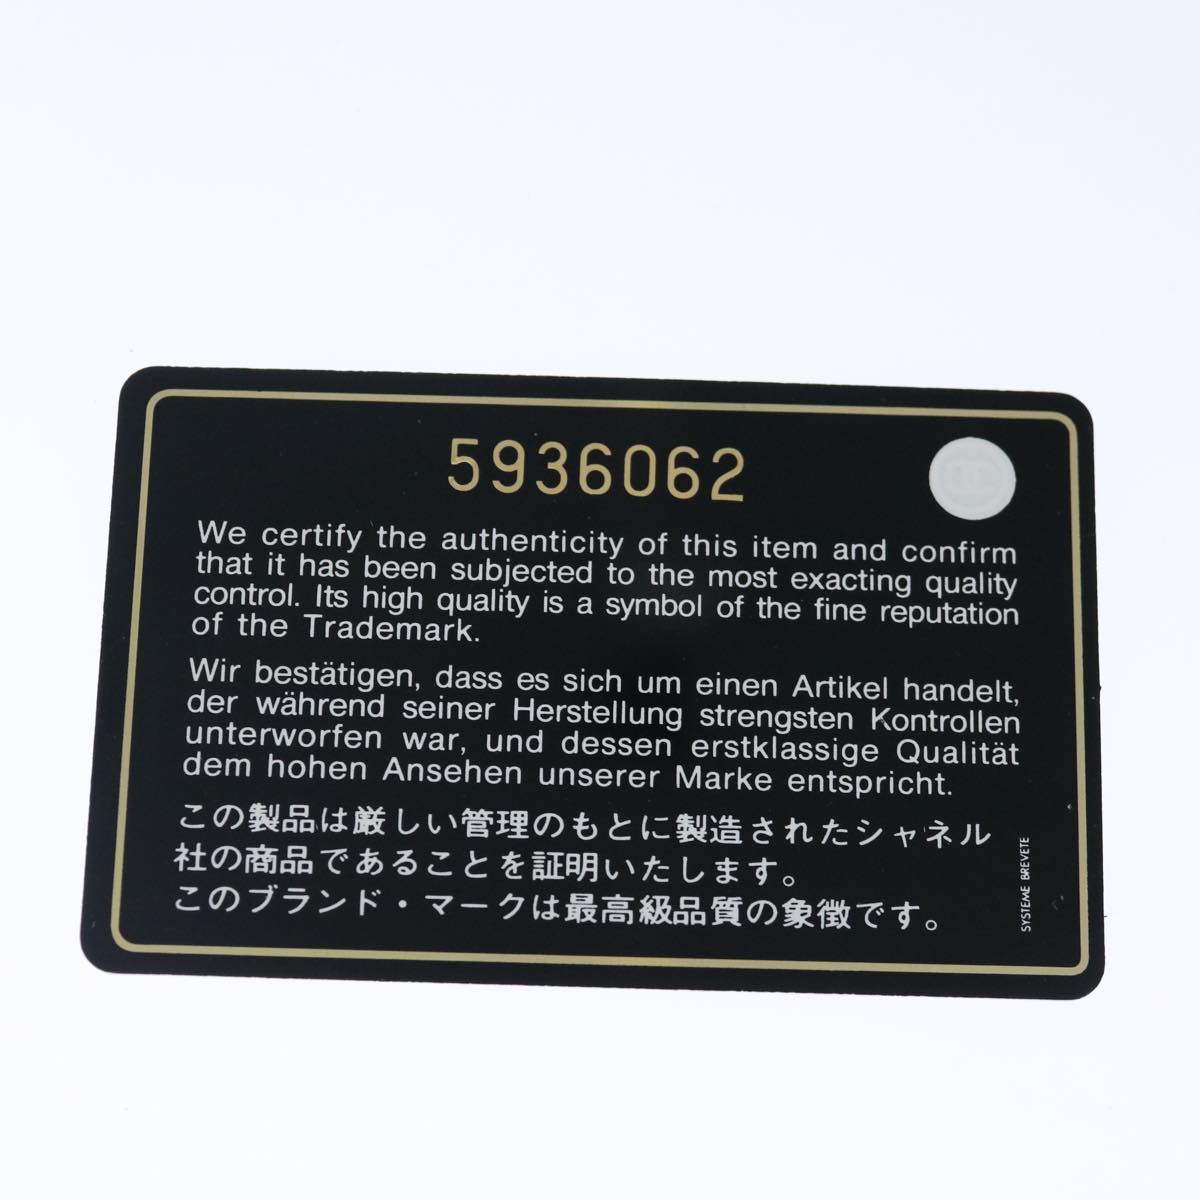 5936062
We certify the authenticity of this item and confirm
that it has been subjected to the most exacting quality
control. Its high quality is a symbol of the fine reputation
of the Trademark.
Wir bestätigen, dass es sich um einen Artikel handelt,
der während seiner Herstellung strengsten Kontrollen
unterworfen war, und dessen erstklassige Qualität
dem hohen Ansehen unserer Marke entspricht.
この製品は厳しい管理のもとに製造されたシャネル
社の商品であることを証明いたします。
このブランド・マークは最高級品質の象徴です。
SYSTEME BREVETE